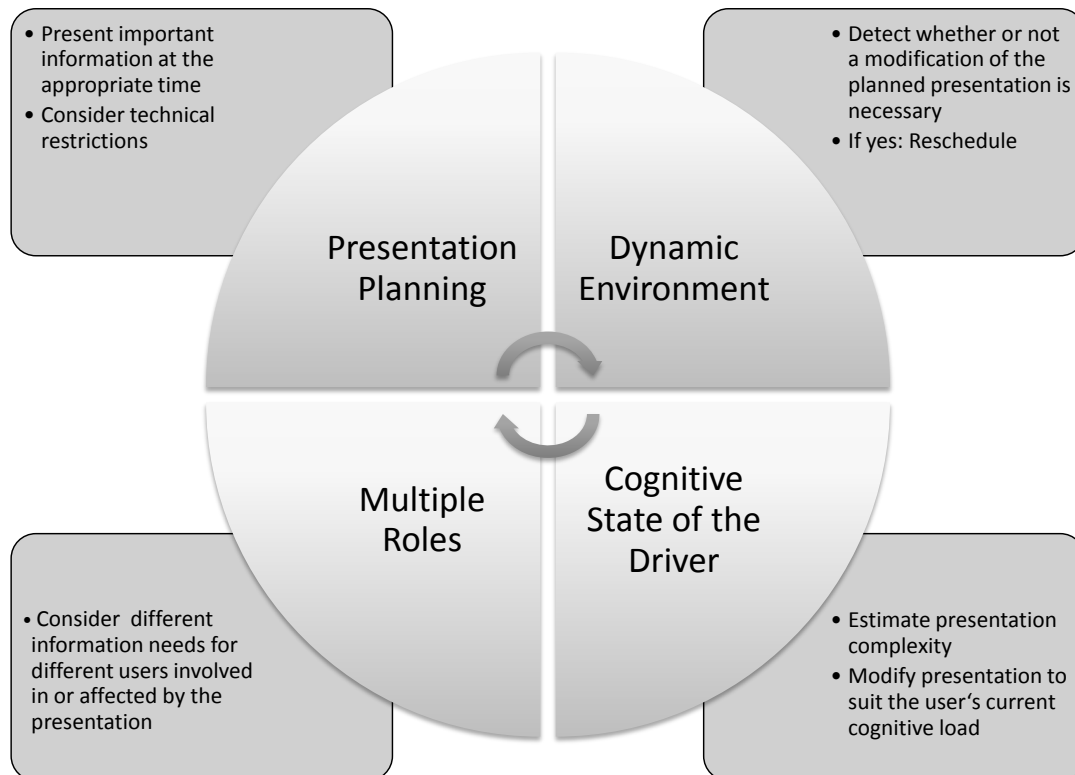 • Present important
information at the
appropriate time
• Consider technical
restrictions
• Detect whether or not
a modification of the
planned presentation is
necessary
• If yes: Reschedule
Presentation
Planning
Dynamic
Environment
Multiple
Roles
Cognitive
State of the
Driver
• Consider  different
information needs for
different users involved
in or affected by the
presentation
• Estimate presentation
complexity
• Modify presentation to
suit the user‘s current
cognitive load